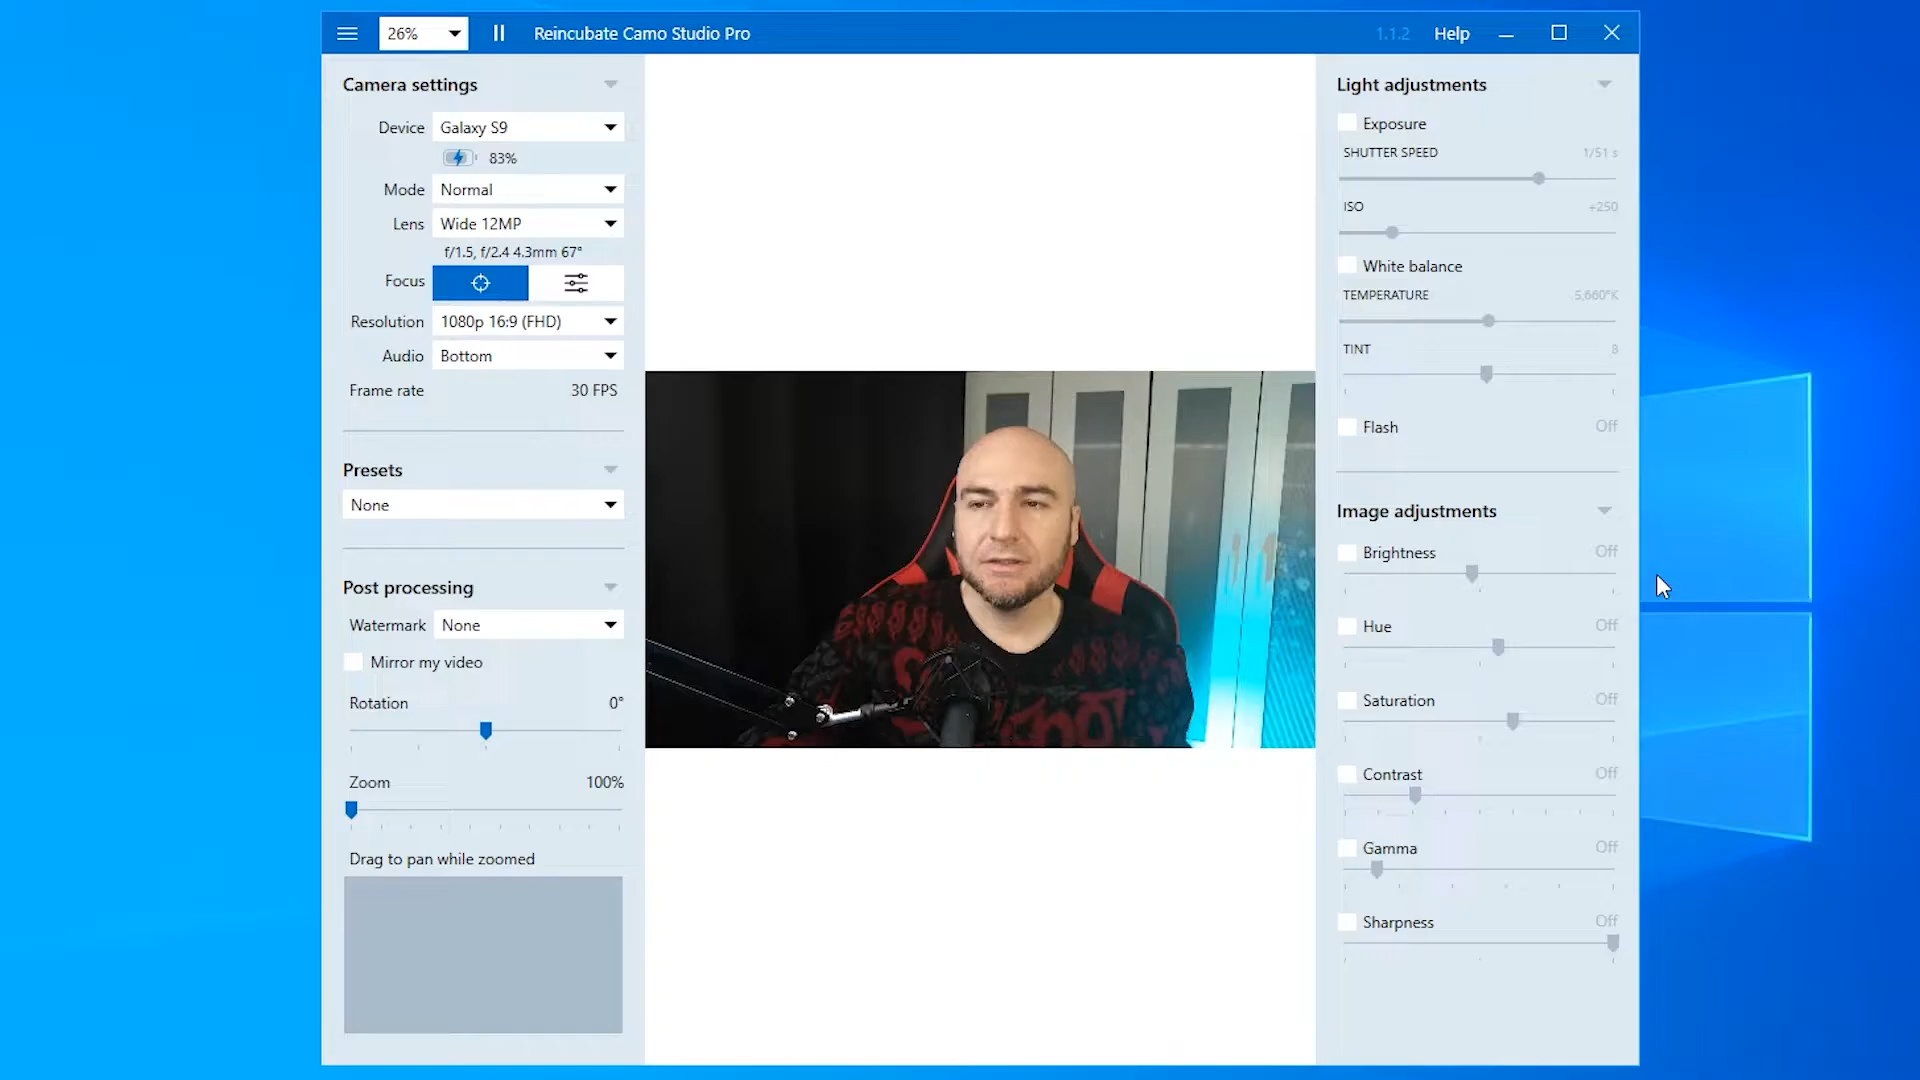 26%
Reincubate Camo Studio Pro
1.1.2
Help
Camera settings
Device
Galaxy S9
83%
Mode
Normal
Lens
Wide 12MP
f/1.5, f/2.4 4.3mm 67°
Focus
Resolution
1080p 16:9 (FHD)
Audio
Bottom
Frame rate
30 FPS
Presets
None
Post processing
Watermark
None
Mirror my video
Rotation
0°
Zoom
100%
Drag to pan while zoomed
Light adjustments
Exposure
SHUTTER SPEED
1/51 s
ISO
+250
White balance
TEMPERATURE
5,660°K
TINT
8
Flash
Off
Image adjustments
Brightness
Off
Hue
Off
Saturation
Off
Contrast
Off
Gamma
Off
Sharpness
Off